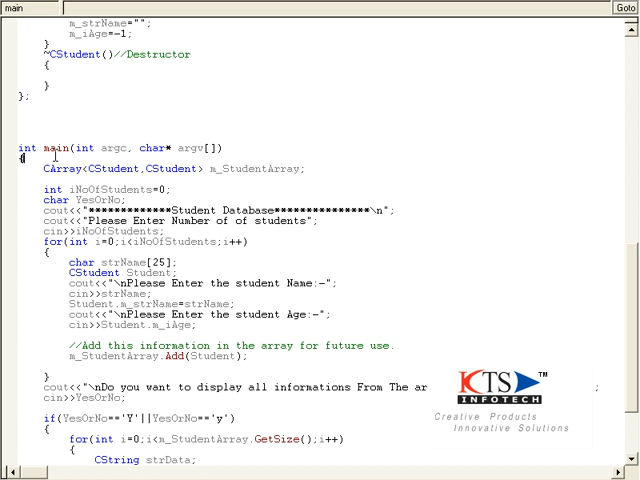 main
Goto
m_strName="";
m_iAge=-1;
}
~CStudent()//Destructor
{
}
};
int main(int argc, char* argv[])
{
CArray<CStudent,CStudent> m_StudentArray;
int iNoOfStudents=0;
char YesOrNo;
cout<<"*************Student Database***************\n";
cout<<"Please Enter Number of of students";
cin>>iNoOfStudents;
for(int i=0;i<iNoOfStudents;i++)
{
char strName[25];
CStudent Student;
cout<<"\nPlease Enter the student Name:-";
cin>>strName;
Student.m_strName=strName;
cout<<"\nPlease Enter the student Age:-";
cin>>Student.m_iAge;
//Add this information in the array for future use.
m_StudentArray.Add(Student);
}
cout<<"\nDo you want to display all informations From The ar ;
cin>>YesOrNo;
if(YesOrNo=='Y'||YesOrNo=='y')
{
for(int i=0;i<m_StudentArray.GetSize();i++)
{
CString strData;
KTS TM
INFOTECH
Creative Products
Innovative Solutions